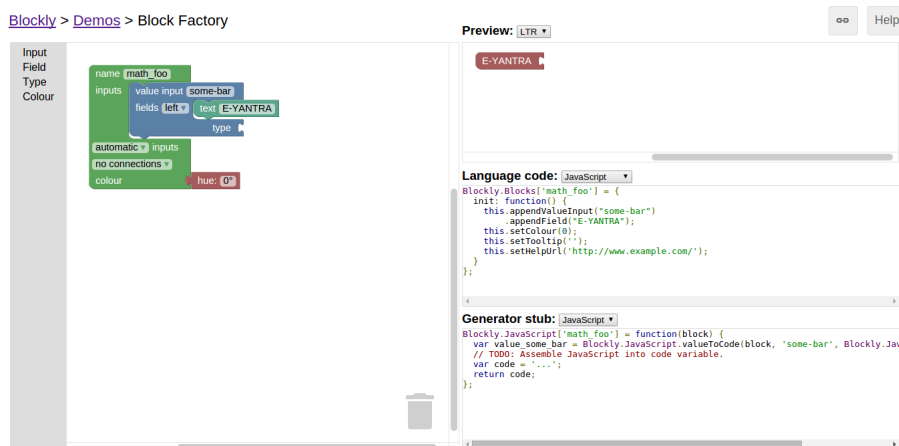 Blockly > Demos > Block Factory
Help
Input
Field
Type
Colour
name math_foo
inputs value input some-bar
fields left text E-YANTRA
type
automatic inputs
no connections
colour hue: 0°
Preview: LTR
E-YANTRA
Language code: JavaScript
Blockly.Blocks['math_foo'] = {
init: function() {
this.appendValueInput("some-bar")
.appendField("E-YANTRA");
this.setColour(0);
this.setTooltip('');
this.setHelpUrl('http://www.example.com/');
}
};
Generator stub: JavaScript
Blockly.JavaScript['math_foo'] = function(block) {
var value_some_bar = Blockly.JavaScript.valueToCode(block, 'some-bar', Blockly.Jav
// TODO: Assemble JavaScript into code variable.
var code = '...';
return code;
};